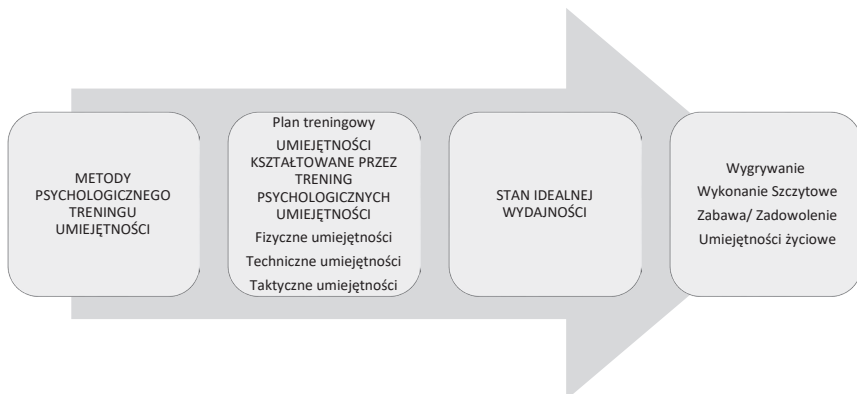 METODY
PSYCHOLOGICZNEGO
TRENINGU
UMIEJĘTNOŚCI
Plan treningowy
UMIEJĘTNOŚCI
KSZTAŁTOWANE PRZEZ
TRENING
PSYCHOLOGICZNYCH
UMIEJĘTNOŚCI
Fizyczne umiejętności
Techniczne umiejętności
Taktyczne umiejętności
STAN IDEALNEJ
WYDAJNOŚCI
Wygrywanie
Wykonanie Szczytowe
Zabawa/ Zadowolenie
Umiejętności życiowe